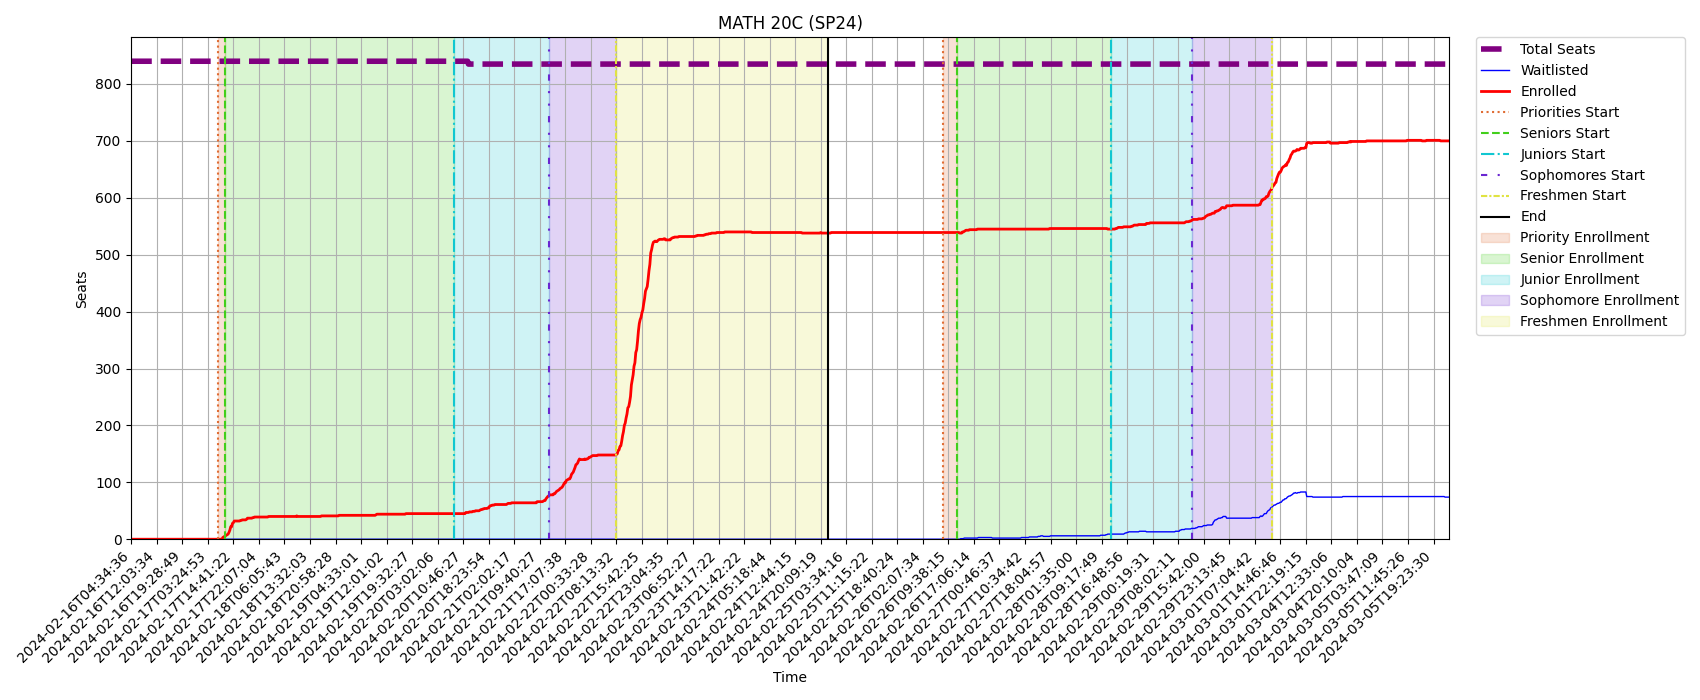 MATH 20C (SP24)
Total Seats
Waitlisted
Enrolled
Priorities Start
Seniors Start
Juniors Start
Sophomores Start
Freshmen Start
End
Priority Enrollment
Senior Enrollment
Junior Enrollment
Sophomore Enrollment
Freshmen Enrollment
Seats
800
700
600
500
400
300
200
100
0
2024-02-16T04:34:36
2024-02-16T12:03:34
2024-02-16T19:28:49
2024-02-17T03:24:53
2024-02-17T14:41:22
2024-02-17T22:07:04
2024-02-18T06:05:43
2024-02-18T13:32:03
2024-02-18T20:58:28
2024-02-19T04:33:01
2024-02-19T12:01:02
2024-02-19T19:32:27
2024-02-20T03:02:06
2024-02-20T10:46:27
2024-02-20T18:23:54
2024-02-21T02:02:17
2024-02-21T09:40:27
2024-02-21T17:07:38
2024-02-22T00:33:28
2024-02-22T08:13:32
2024-02-22T15:42:25
2024-02-22T23:04:35
2024-02-23T06:52:27
2024-02-23T14:17:22
2024-02-23T21:42:22
2024-02-24T05:18:44
2024-02-24T12:44:15
2024-02-24T20:09:19
2024-02-25T03:34:16
2024-02-25T11:15:22
2024-02-25T18:40:24
2024-02-26T02:07:34
2024-02-26T09:38:15
2024-02-26T17:06:14
2024-02-27T00:46:37
2024-02-27T10:34:42
2024-02-27T18:04:57
2024-02-28T01:35:00
2024-02-28T09:17:49
2024-02-28T16:48:56
2024-02-29T00:19:31
2024-02-29T08:02:11
2024-02-29T15:42:00
2024-02-29T23:13:45
2024-03-01T07:04:42
2024-03-01T14:46:46
2024-03-01T22:19:15
2024-03-04T12:33:06
2024-03-04T20:10:04
2024-03-05T03:47:09
2024-03-05T11:45:26
2024-03-05T19:23:30
Time